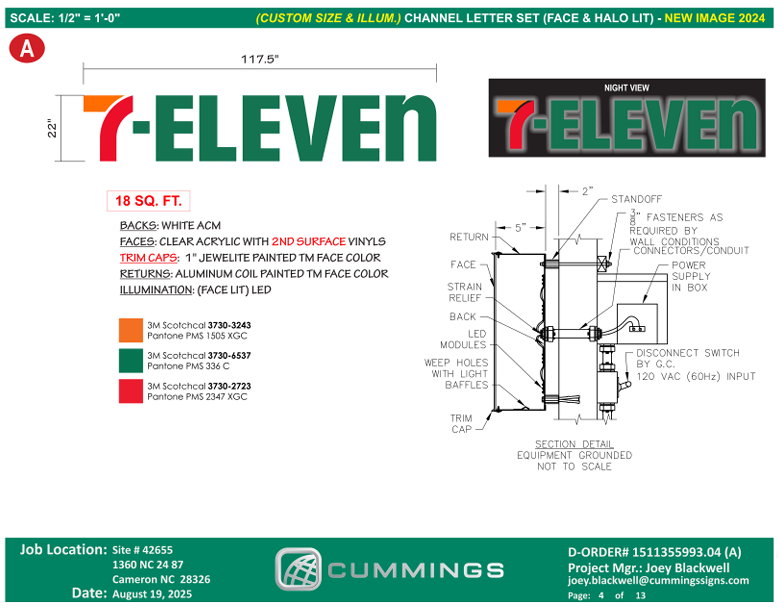 SCALE: 1/2" = 1'-0"
(CUSTOM SIZE & ILLUM.) CHANNEL LETTER SET (FACE & HALO LIT) - NEW IMAGE 2024
A
117.5"
22"
7-ELEVEn
NIGHT VIEW
7-ELEVEn
18 SQ. FT.
BACKS: WHITE ACM
FACES: CLEAR ACRYLIC WITH 2ND SURFACE VINYLS
TRIM CAPS: 1" JEWELITE PAINTED TM FACE COLOR
RETURNS: ALUMINUM COIL PAINTED TM FACE COLOR
ILLUMINATION: (FACE LIT) LED
3M Scotchcal 3730-3243
Pantone PMS 1505 XGC
3M Scotchcal 3730-6537
Pantone PMS 336 C
3M Scotchcal 3730-2723
Pantone PMS 2347 XGC
2"
5"
STANDOFF
3/8" FASTENERS AS
REQUIRED BY
WALL CONDITIONS
CONNECTORS/CONDUIT
POWER
SUPPLY
IN BOX
DISCONNECT SWITCH
BY G.C.
120 VAC (60Hz) INPUT
RETURN
FACE
STRAIN
RELIEF
BACK
LED
MODULES
WEEP HOLES
WITH LIGHT
BAFFLES
TRIM
CAP
SECTION DETAIL
EQUIPMENT GROUNDED
NOT TO SCALE
Job Location: Site # 42655
1360 NC 24 87
Cameron NC 28326
Date: August 19, 2025
CUMMINGS
D-ORDER# 1511355993.04 (A)
Project Mgr.: Joey Blackwell
joey.blackwell@cummingssigns.com
Page: 4 of 13